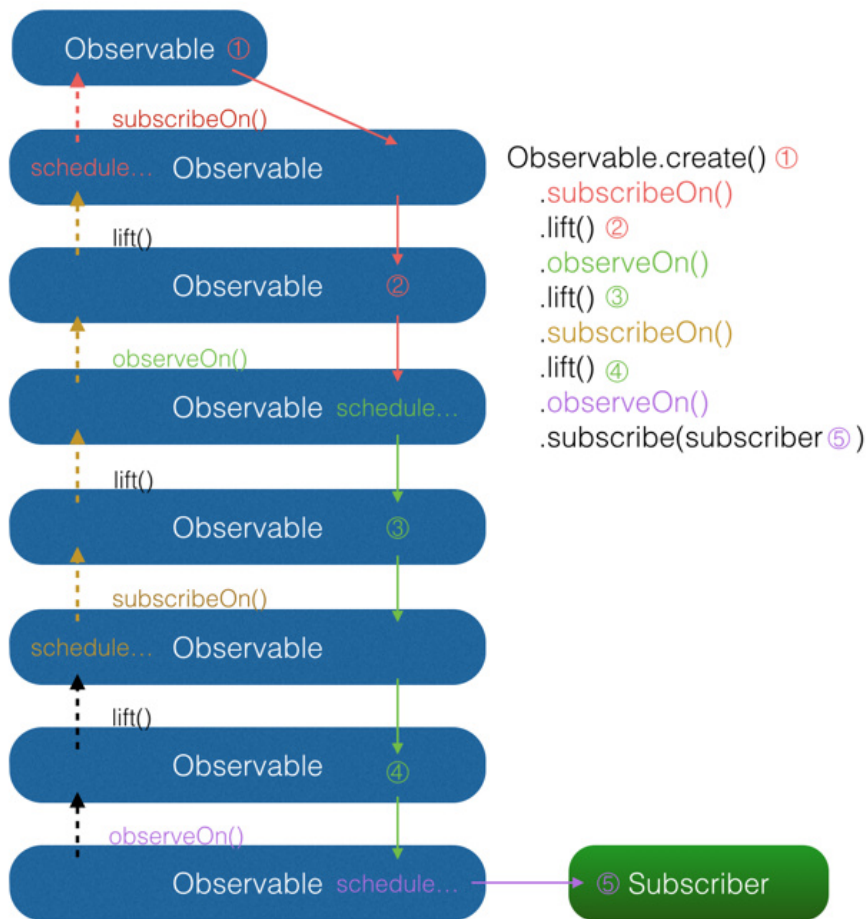 Observable ①
subscribeOn()
schedule... Observable
lift()
Observable ②
observeOn()
Observable schedule...
lift()
Observable ③
subscribeOn()
schedule... Observable
lift()
Observable ④
observeOn()
Observable schedule...
⑤ Subscriber
Observable.create() ①
.subscribeOn()
.lift() ②
.observeOn()
.lift() ③
.subscribeOn()
.lift() ④
.observeOn()
.subscribe(subscriber⑤)